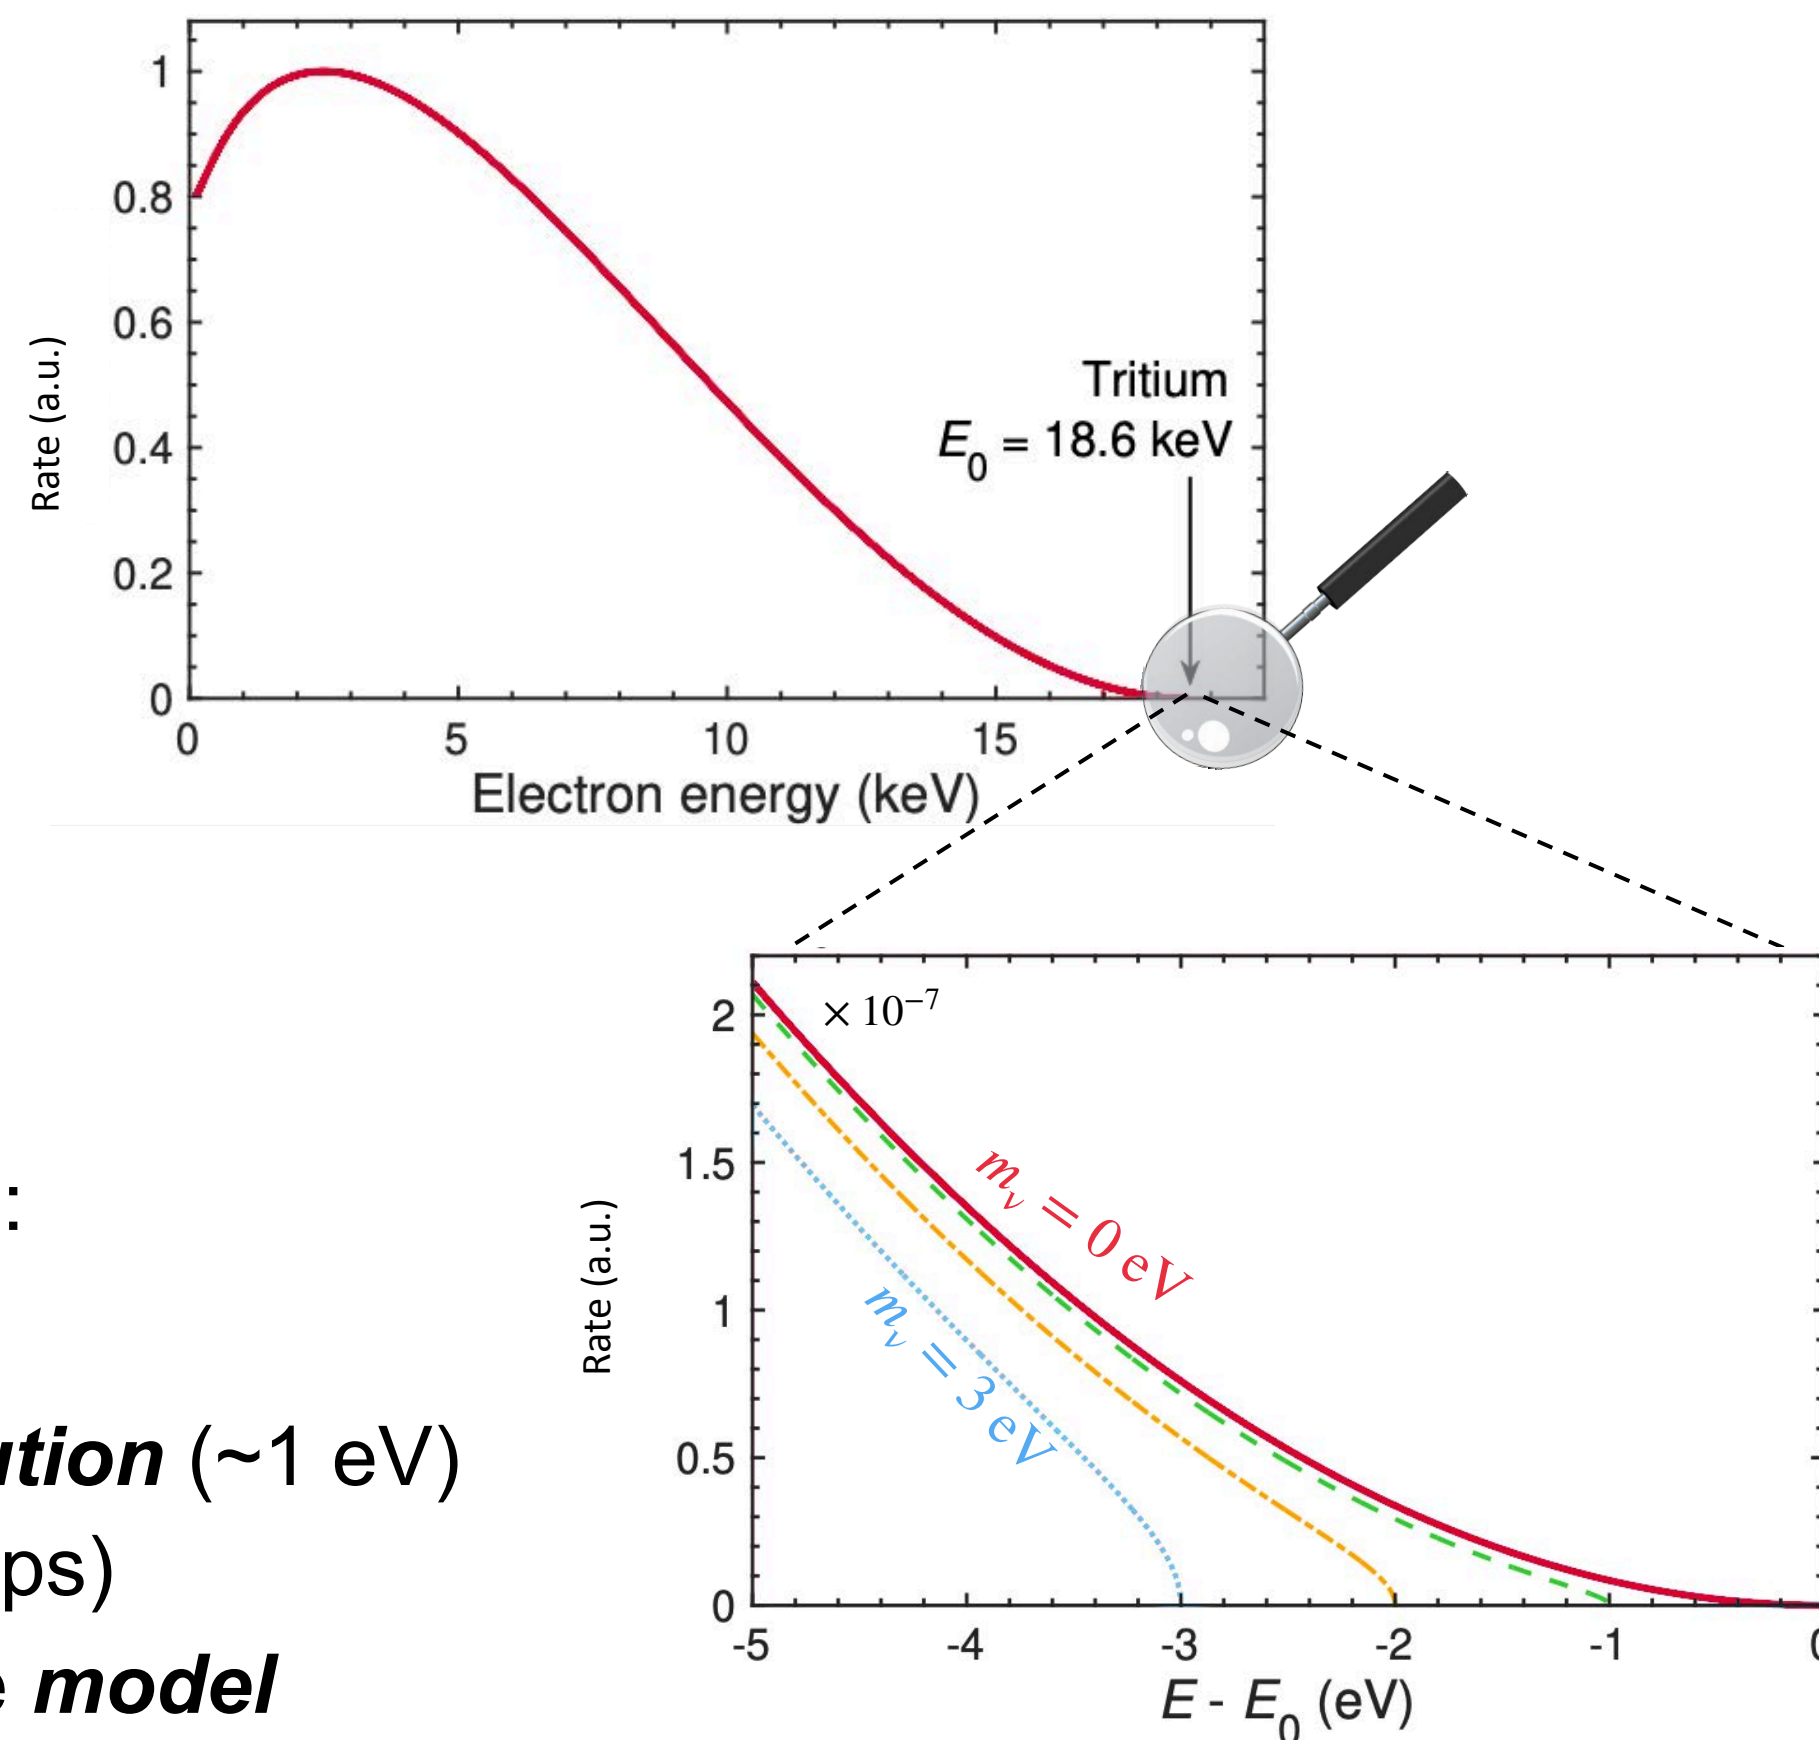 1
0.8
0.6
0.4
0.2
0
Rate (a.u.)
Tritium
E0 = 18.6 keV
0 5 10 15
Electron energy (keV)
× 10−7
2
1.5
1
0.5
0
Rate (a.u.)
mν = 0 eV
mν = 3 eV
-5 -4 -3 -2 -1
E - E0 (eV)
:
ution (~1 eV)
ps)
model